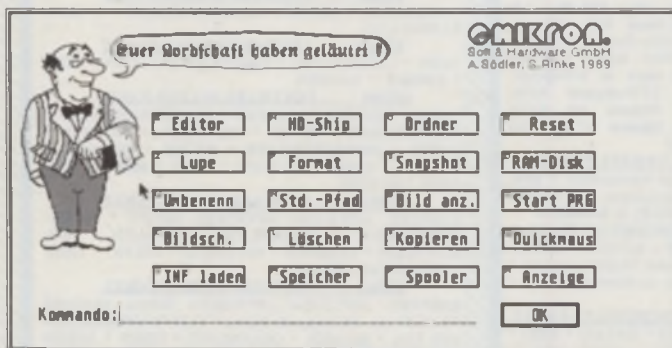 Euer Lordschaft haben geläutet !
OMIKRON.
Soft & Hardware GmbH
A.Södler, S.Rinke 1989
Editor HD-Ship Ordner Reset
Lupe Format Snapshot RAM-Disk
Umbenenn Std.-Pfad Bild anz. Start PRG
Bildsch. Löschen Kopieren Quickmaus
INF laden Speicher Spooler Anzeige
Kommando: OK